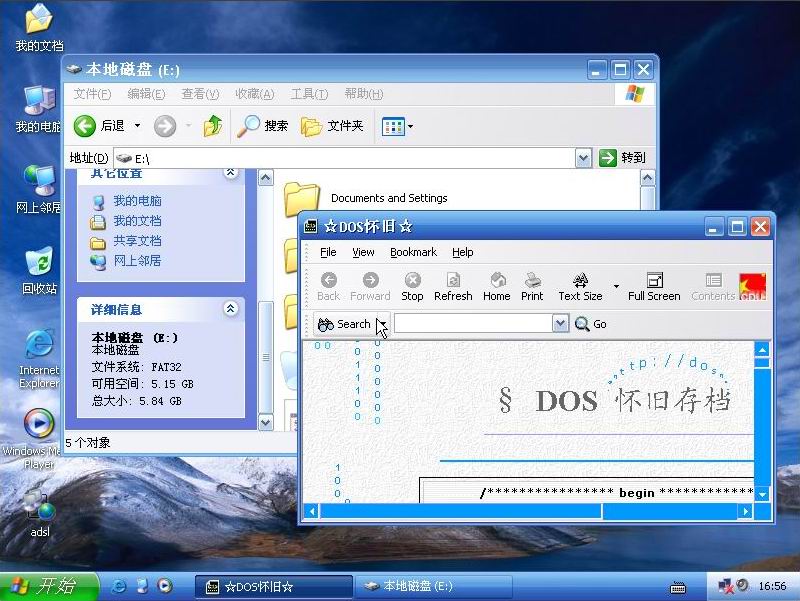 我的文档
我的电脑
网上邻居
回收站
Internet
Explorer
Windows Me
Player
adsl
本地磁盘 (E:)
文件(F) 编辑(E) 查看(V) 收藏(A) 工具(T) 帮助(H)
后退 搜索 文件夹
地址(D) E:\ 转到
其它位置
我的电脑
我的文档
共享文档
网上邻居
详细信息
本地磁盘 (E:)
本地磁盘
文件系统: FAT32
可用空间: 5.15 GB
总大小: 5.84 GB
Documents and Settings
5 个对象
☆DOS怀旧☆
File View Bookmark Help
Back Forward Stop Refresh Home Print Text Size Full Screen Contents
Search Go
http://dosn
§ DOS 怀旧存档
/**************** begin ************
开始 ☆DOS怀旧☆ 本地磁盘 (E:) 16:56